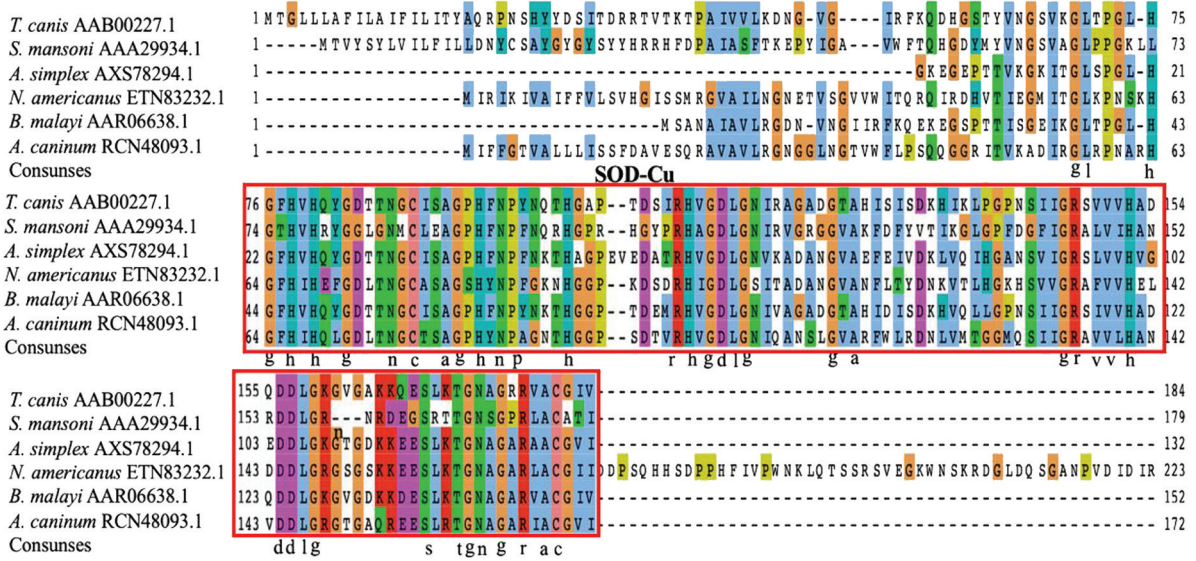 T. canis AAB00227.1 1 MTGLLLAFILAIFILITYAQRPNSHYYDSITDRRTVTKTPAIVVLKDNG-VG----IRFKQDHGSTYVNGSVKGLTPGL-H 75
S. mansoni AAA29934.1 1 -----MTVYSYLVILFILLDNYCSAYGYGYSYYHRRHFDPAIASFTKEPYIGA---VWFTQHGDYMYVNGSVAGLPPGKLL 73
A. simplex AXS78294.1 1 -----------------------------------------------------------GKEGEPTTVKGKITGLSPGL-H 21
N. americanus ETN83232.1 1 ------------------MIRIKIVAIFFVLSVHGISSMRGVAILNGNETVSGVVWITQRQIRDHVTIEGMITGLKPNSKH 63
B. malayi AAR06638.1 1 ------------------------------------MSANAIAVLRGDN-VNGIIRFKQEKEGSPTTISGEIKGLTPGL-H 43
A. caninum RCN48093.1 1 ------------------MIFFGTVALLLISSFDAVESQRAVAVLRGNGGLNGTVWFLPSQQGGRITVKADIRGLRPNARH 63
Consunses g l h
SOD-Cu
T. canis AAB00227.1 76 GFHVHQYGDTTNGCISAGPHFNPYNQTHGAP--TDSIRHVGDLGNIRAGADGTAHISISDKHIKLPGPNSIIGRSVVVHAD 154
S. mansoni AAA29934.1 74 GTHVHRYGGLGNMCLEAGPHFNPFNQRHGPR--HGYPRHAGDLGNIRVGRGGVAKFDFYVTIKGLGPFDGFIGRALVIHAN 152
A. simplex AXS78294.1 22 GFHVHQYGDTTNGCISAGPHFNPFNKTHAGPEVEDATRHVGDLGNVKADANGVAEFEIVDKLVQIHGANSVIGRSLVVHVG 102
N. americanus ETN83232.1 64 GFHIHEFGDLTNGCASAGSHYNPFGKNHGGP--KDSDRHIGDLGSITADANGVANFLTYDNKVTLHGKHSVVGRAFVVHEL 142
B. malayi AAR06638.1 44 GFHVHQYGDTTNGCISAGPHFNPYNKTHGGP--TDEMRHVGDLGNIVAGADGTAHIDISDKHVQLLGPNSIIGRSIVVHAD 122
A. caninum RCN48093.1 64 GFHIHQLGDLTNGCTSAGPHYNPAGNTHGGP--SDTVRHVGDLGNIQANSLGVARFWLRDNLVMTGGMQSIIGRSVVLHAN 142
Consunses g h h g n c a g h n p h r h g d l g g a g r v v h
T. canis AAB00227.1 155 QDDLGKGVGAKKQESLKTGNAGRRVACGIV------------------------------ 184
S. mansoni AAA29934.1 153 RDDLGR---NRDEGSRTTGNSGPRLACATI------------------------------ 179
n
A. simplex AXS78294.1 103 EDDLGKGTGDKKEESLKTGNAGARAACGVI------------------------------ 132
N. americanus ETN83232.1 143 DDDLGRGSGSKKEESLKTGNAGARLACGIIDDPSQHHSDPPHFIVPWNKLQTSSRSVEGKWNSKRDGLDQSGANPVDIDIR 223
B. malayi AAR06638.1 123 QDDLGKGVGDKKDESLKTGNAGARVACGIV------------------------------ 152
A. caninum RCN48093.1 143 VDDLGRGTGAQREESLRTGNAGARIACGVI------------------------------ 172
Consunses d d l g s t g n g r a c